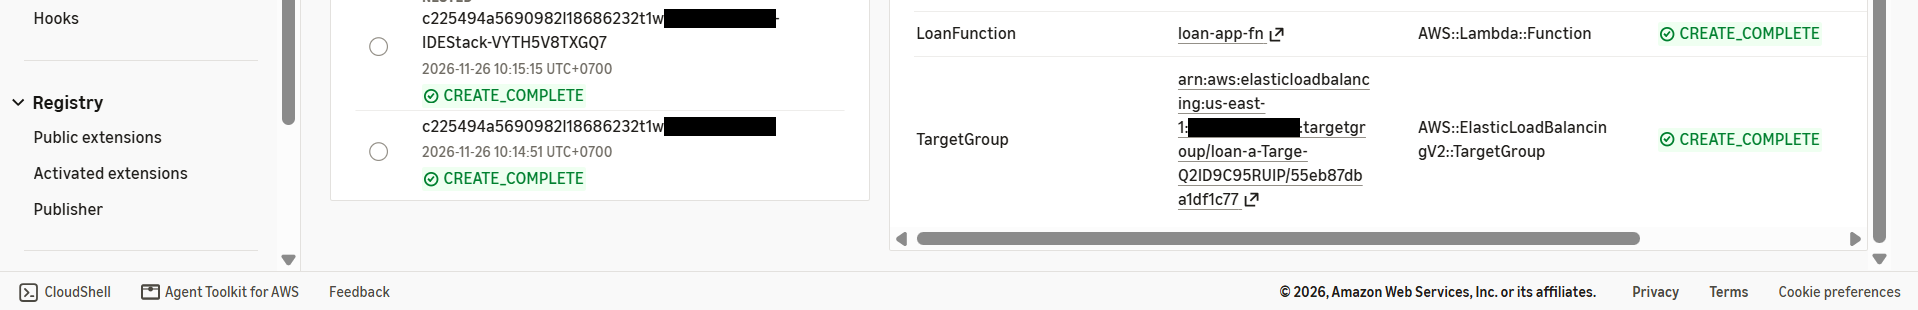 Hooks
Registry
Public extensions
Activated extensions
Publisher
c225494a5690982l18686232t1w -
IDEStack-VYTH5V8TXGQ7
2026-11-26 10:15:15 UTC+0700
CREATE_COMPLETE
c225494a5690982l18686232t1w
2026-11-26 10:14:51 UTC+0700
CREATE_COMPLETE
LoanFunction
loan-app-fn
AWS::Lambda::Function
CREATE_COMPLETE
TargetGroup
arn:aws:elasticloadbalanc
ing:us-east-
1: :targetgr
oup/loan-a-Targe-
Q2ID9C95RUIP/55eb87db
a1df1c77
AWS::ElasticLoadBalancin
gV2::TargetGroup
CREATE_COMPLETE
CloudShell
Agent Toolkit for AWS
Feedback
© 2026, Amazon Web Services, Inc. or its affiliates.
Privacy
Terms
Cookie preferences